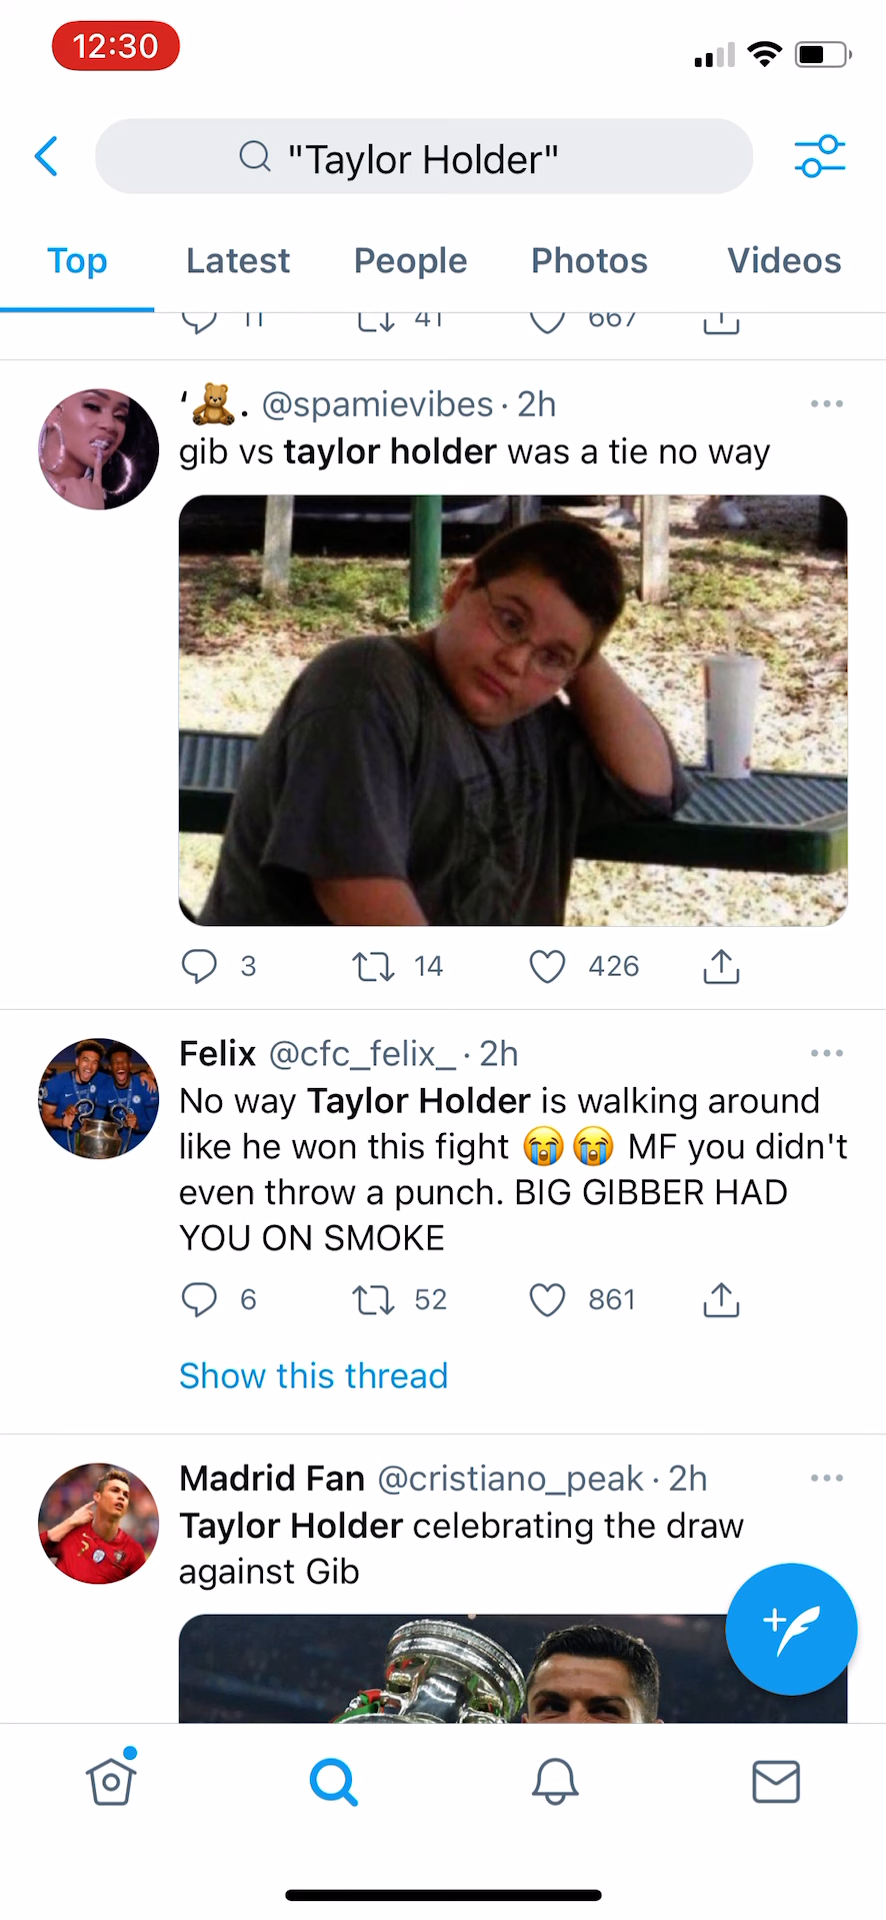 12:30
"Taylor Holder"
Top Latest People Photos Videos
11 41 667
'🧸. @spamievibes · 2h
gib vs taylor holder was a tie no way
3 14 426
Felix @cfc_felix_ · 2h
No way Taylor Holder is walking around
like he won this fight 😭😭 MF you didn't
even throw a punch. BIG GIBBER HAD
YOU ON SMOKE
6 52 861
Show this thread
Madrid Fan @cristiano_peak · 2h
Taylor Holder celebrating the draw
against Gib